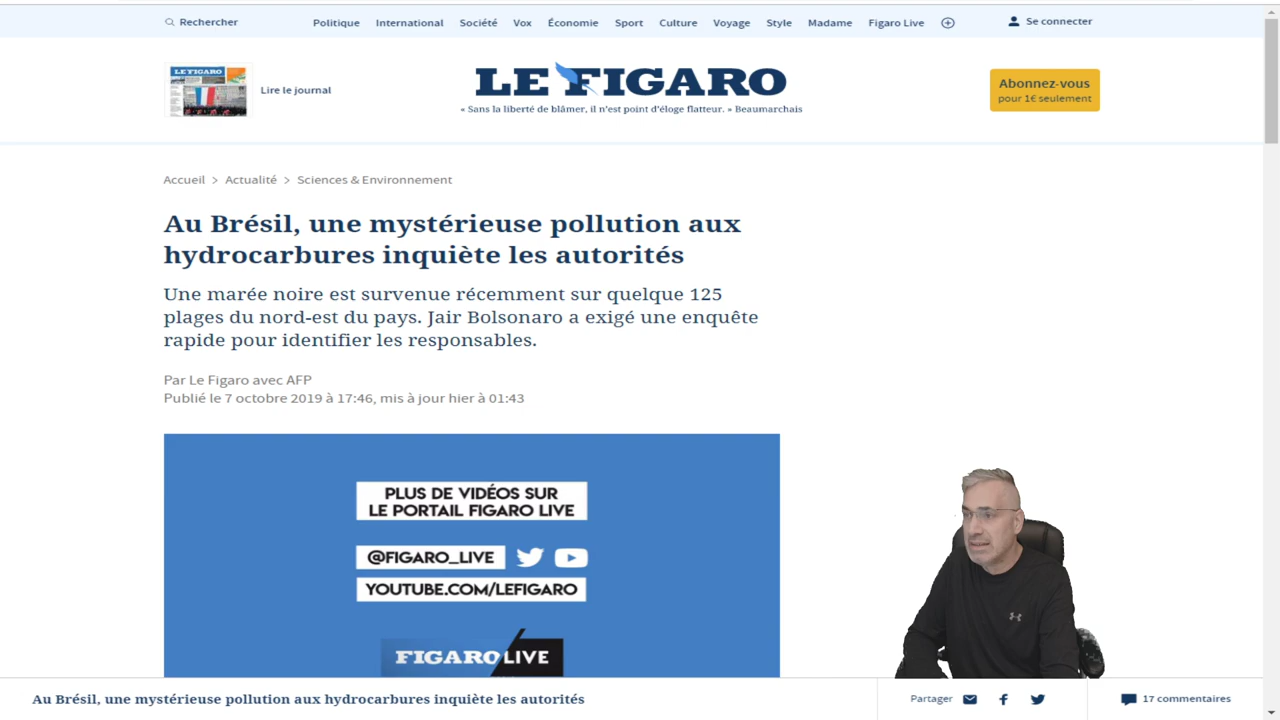 Rechercher
Politique International Société Vox Économie Sport Culture Voyage Style Madame Figaro Live
Se connecter
LE FIGARO
Lire le journal
LE FIGARO
« Sans la liberté de blâmer, il n'est point d'éloge flatteur. » Beaumarchais
Abonnez-vous
pour 1€ seulement
Accueil > Actualité > Sciences & Environnement
Au Brésil, une mystérieuse pollution aux
hydrocarbures inquiète les autorités
Une marée noire est survenue récemment sur quelque 125
plages du nord-est du pays. Jair Bolsonaro a exigé une enquête
rapide pour identifier les responsables.
Par Le Figaro avec AFP
Publié le 7 octobre 2019 à 17:46, mis à jour hier à 01:43
PLUS DE VIDÉOS SUR
LE PORTAIL FIGARO LIVE
@FIGARO_LIVE
YOUTUBE.COM/LEFIGARO
FIGARO LIVE
Au Brésil, une mystérieuse pollution aux hydrocarbures inquiète les autorités
Partager
17 commentaires